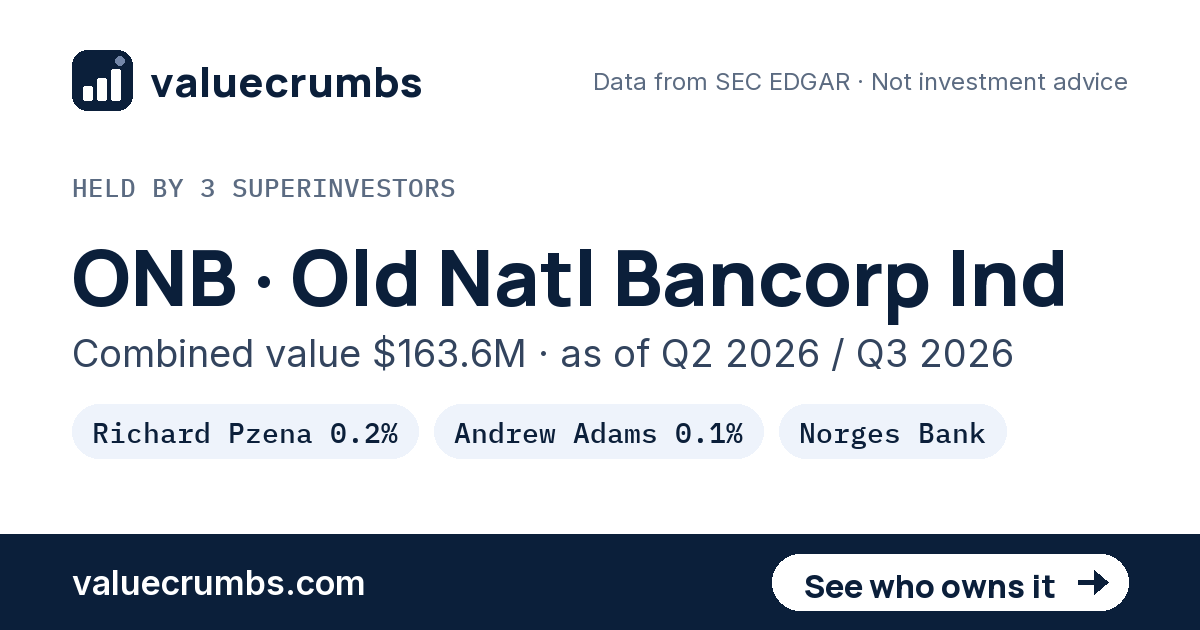 valuecrumbs
Data from SEC EDGAR · Not investment advice
HELD BY 3 SUPERINVESTORS
ONB · Old Natl Bancorp Ind
Combined value $163.6M · as of Q2 2026 / Q3 2026
Richard Pzena 0.2% Andrew Adams 0.1% Norges Bank
valuecrumbs.com
See who owns it →